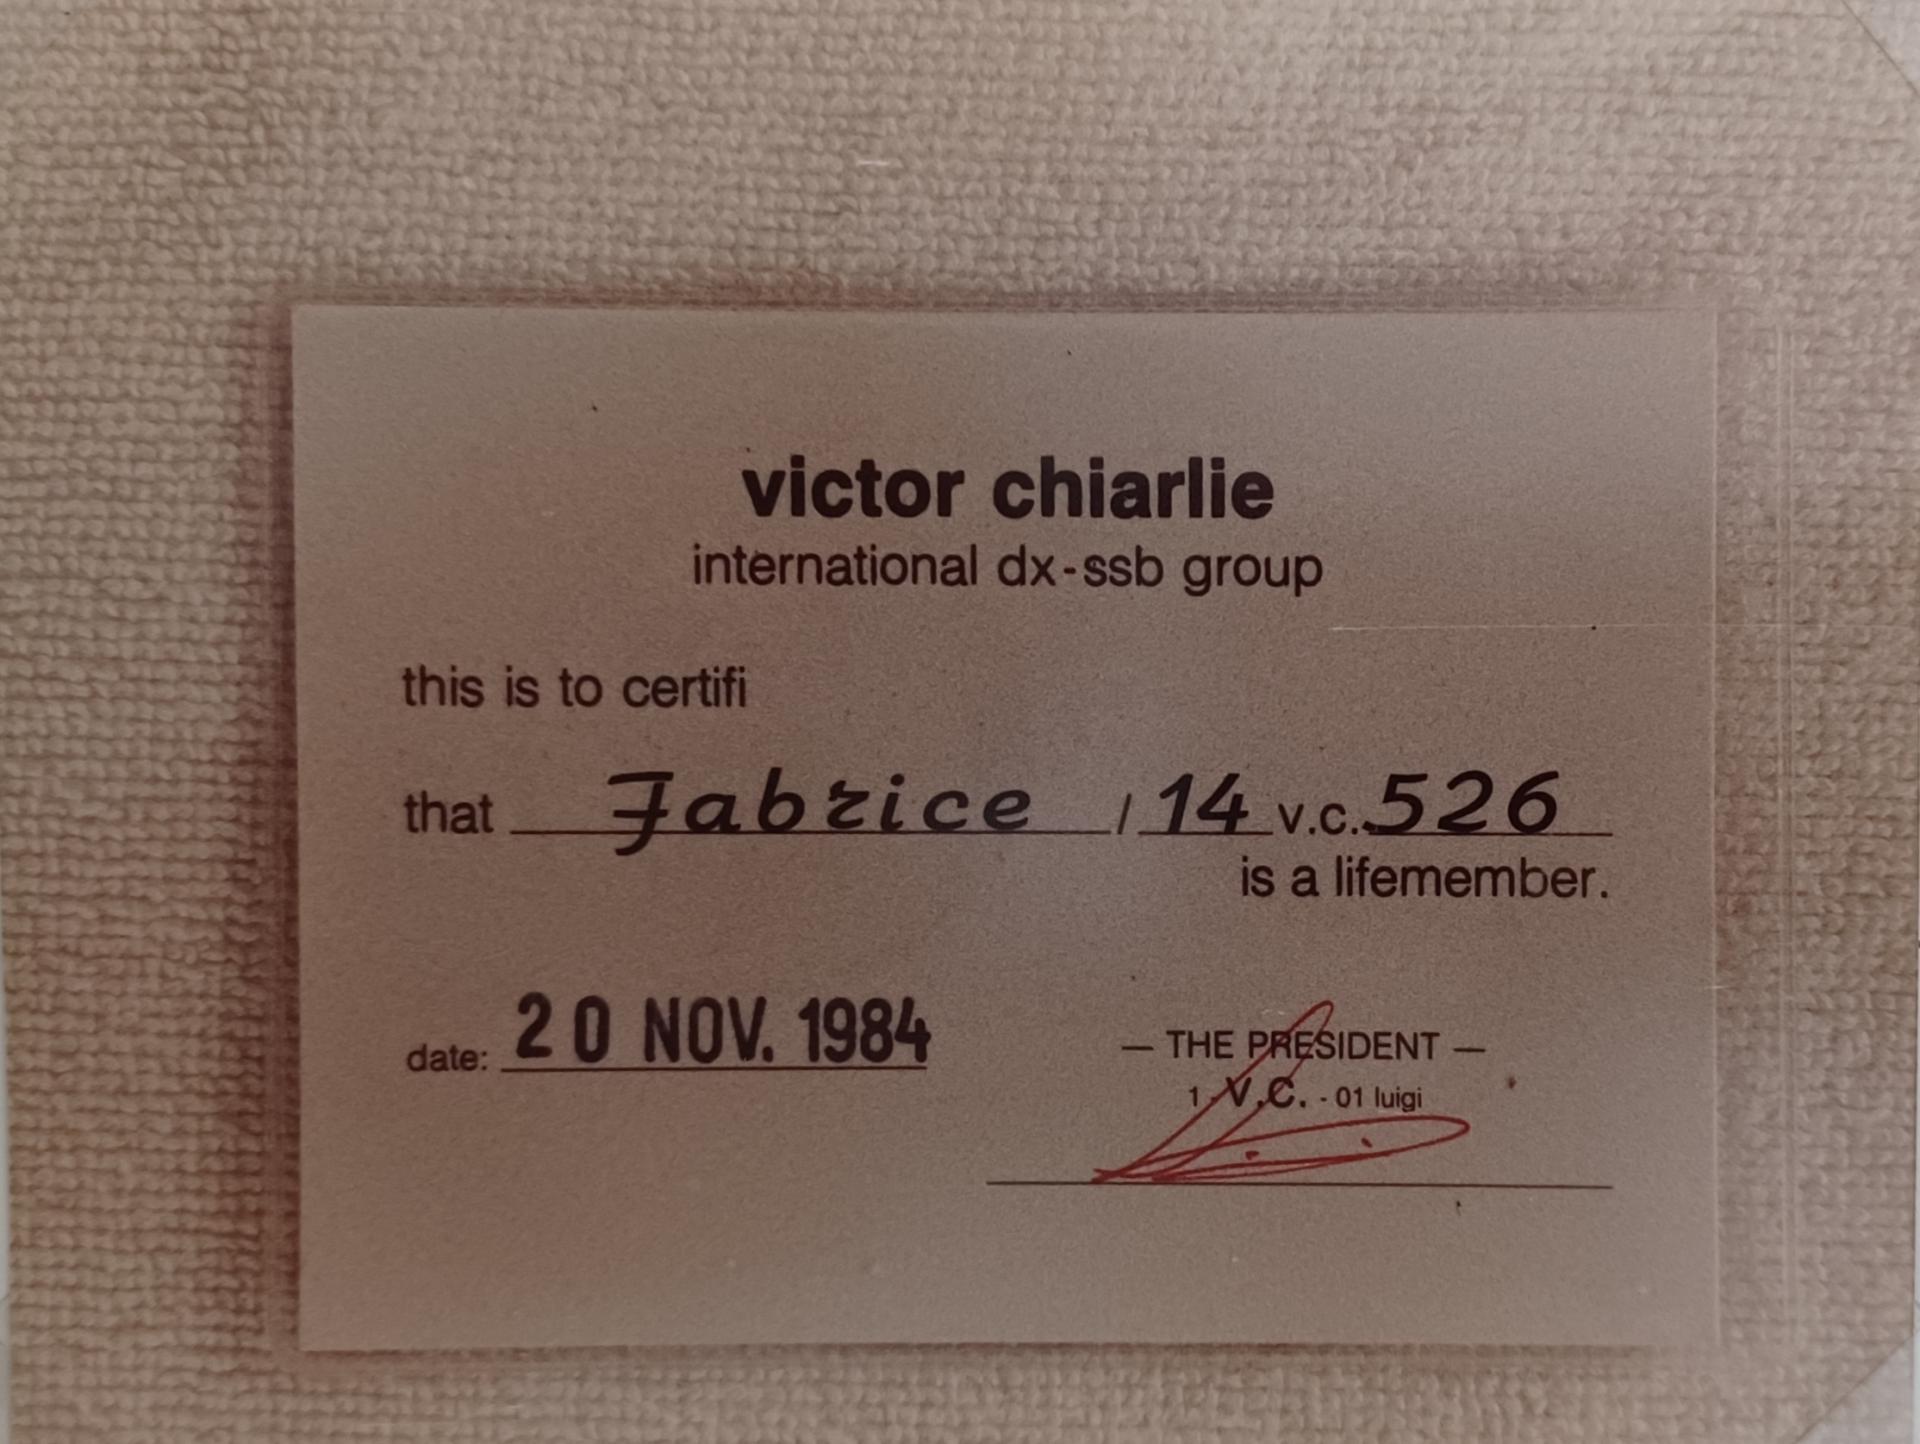 victor chiarlie
international dx-ssb group
this is to certifi
that Fabrice / 14 v.c. 526
is a lifemember.
date: 20 NOV. 1984
— THE PRESIDENT —
1 - V.C. - 01 luigi